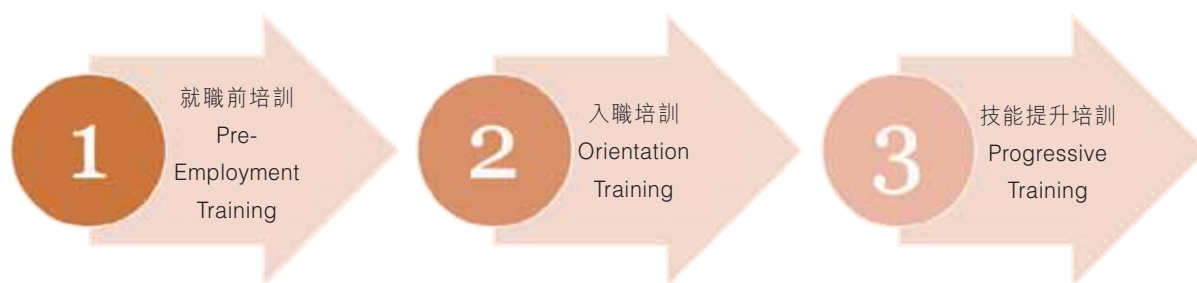 1
就職前培訓
Pre-
Employment
Training
2
入職培訓
Orientation
Training
3
技能提升培訓
Progressive
Training